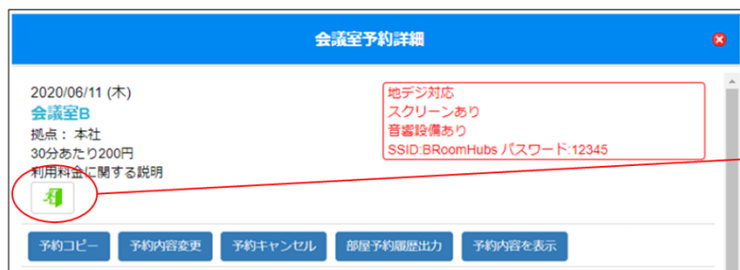 会議室予約詳細
2020/06/11 (木)
会議室B
拠点： 本社
30分あたり200円
利用料金に関する説明
地デジ対応
スクリーンあり
音響設備あり
SSID:BRoomHubs パスワード:12345
予約コピー
予約内容変更
予約キャンセル
部屋予約履歴出力
予約内容を表示